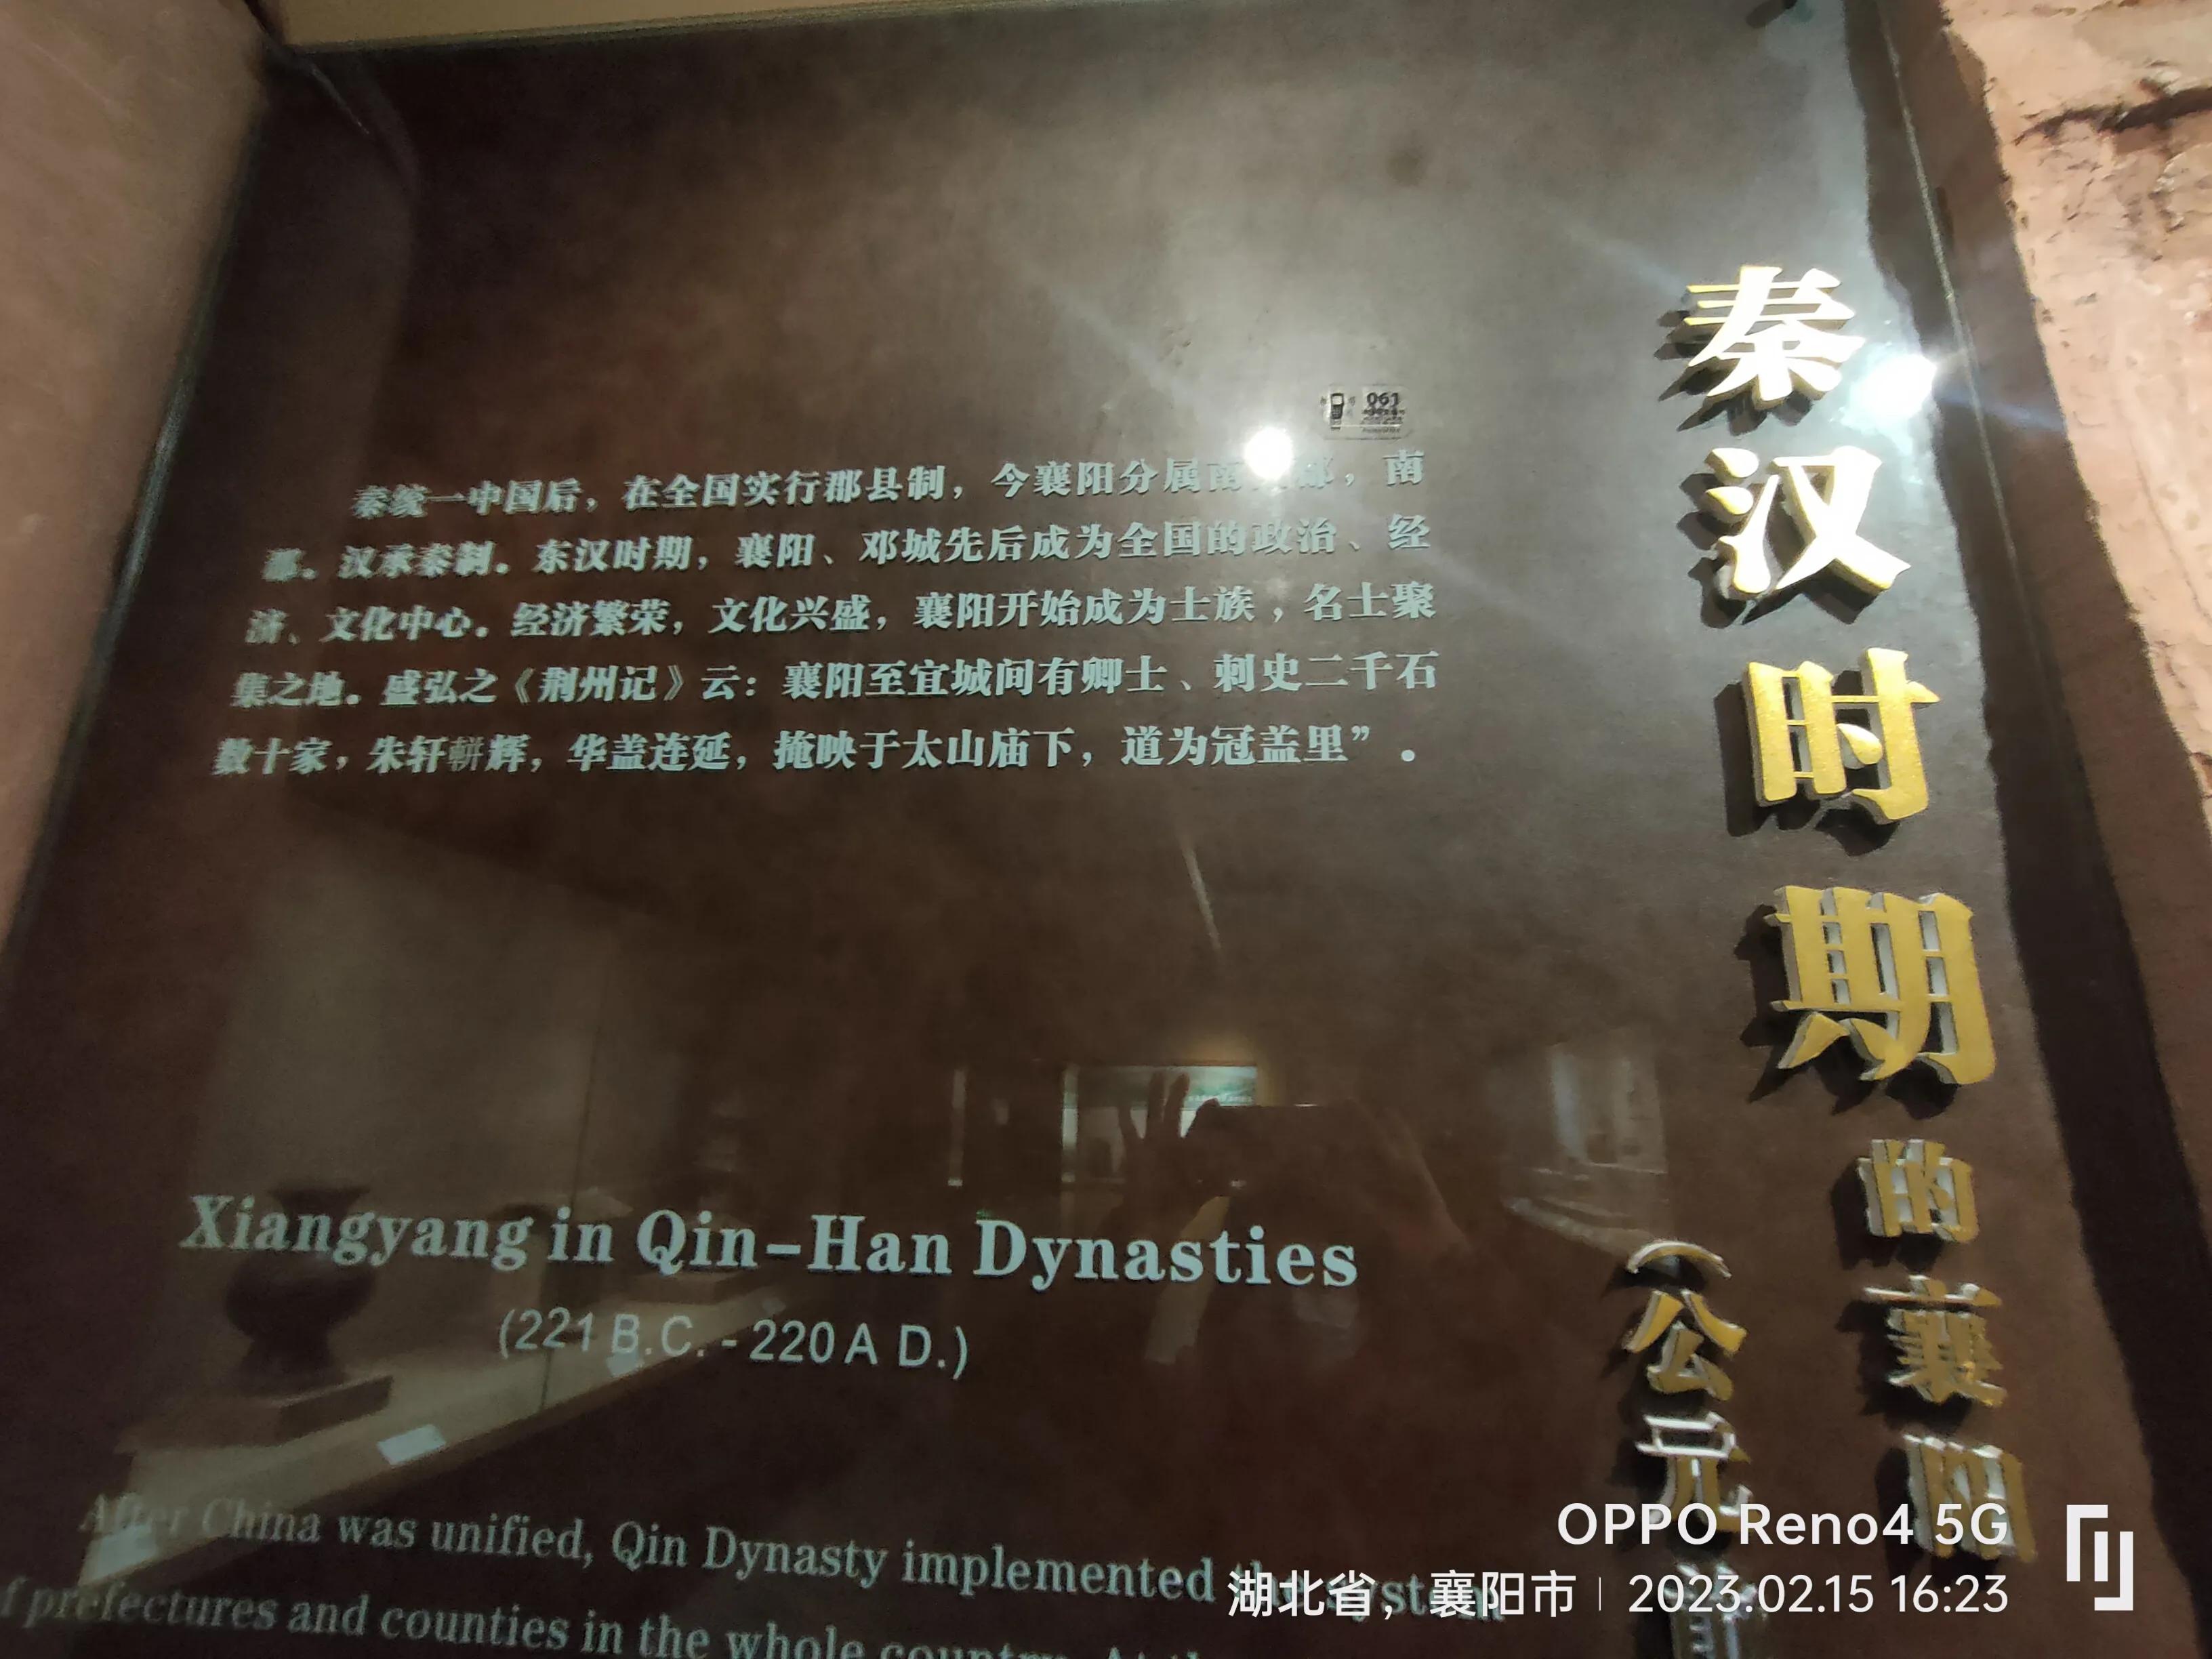 秦汉时期的襄阳
（公元前
061
秦统一中国后，在全国实行郡县制，今襄阳分属南 郡，南
郡。汉承秦制。东汉时期，襄阳、邓城先后成为全国的政治、经
济、文化中心。经济繁荣，文化兴盛，襄阳开始成为士族，名士聚
集之地。盛弘之《荆州记》云：襄阳至宜城间有卿士、刺史二千石
数十家，朱轩軿辉，华盖连延，掩映于太山庙下，道为冠盖里”。
Xiangyang in Qin-Han Dynasties
(221 B.C. - 220 A D.)
After China was unified, Qin Dynasty implemented the system
of prefectures and counties in the whole country.
OPPO Reno4 5G
湖北省，襄阳市 | 2023.02.15 16:23